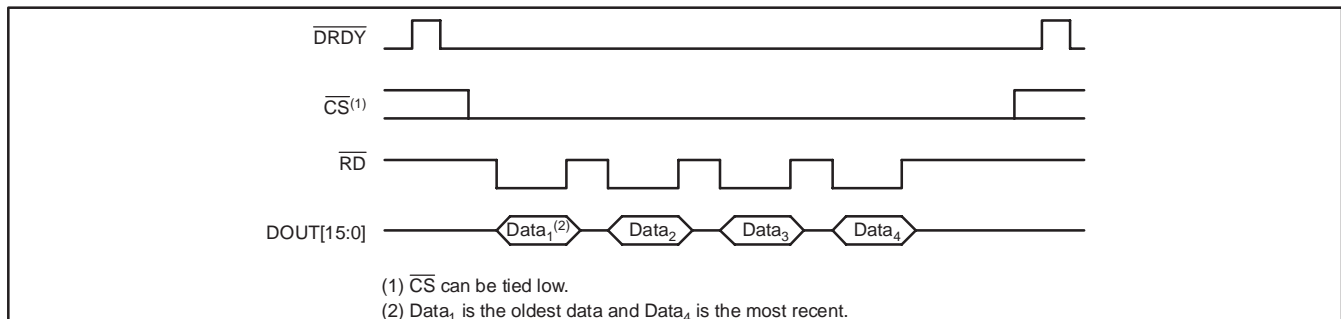 DRDY
CS(1)
RD
DOUT[15:0]
Data1(2) Data2 Data3 Data4
(1) CS can be tied low.
(2) Data1 is the oldest data and Data4 is the most recent.